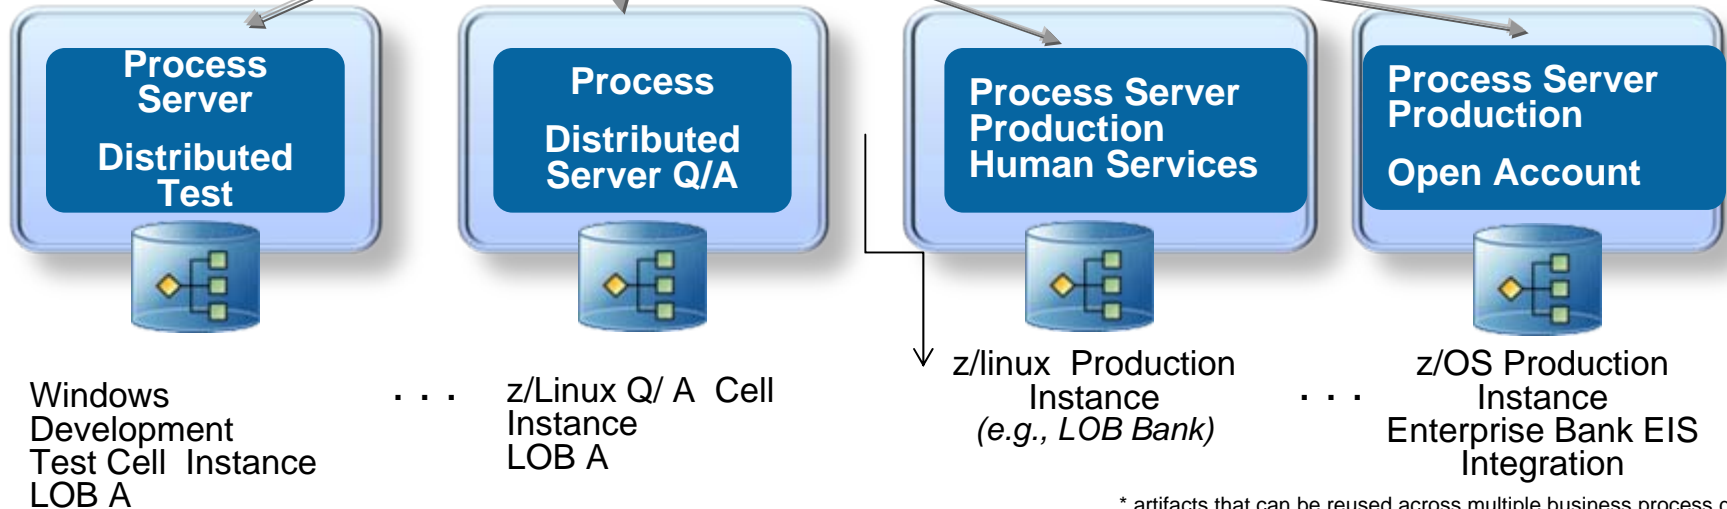 Process
Server
Distributed
Test
Process
Distributed
Server Q/A
Process Server
Production
Human Services
Process Server
Production
Open Account
Windows
Development
Test Cell Instance
LOB A
. . .
z/Linux Q/ A Cell
Instance
LOB A
z/linux Production
Instance
(e.g., LOB Bank)
. . .
z/OS Production
Instance
Enterprise Bank EIS
Integration
* artifacts that can be reused across multiple business process